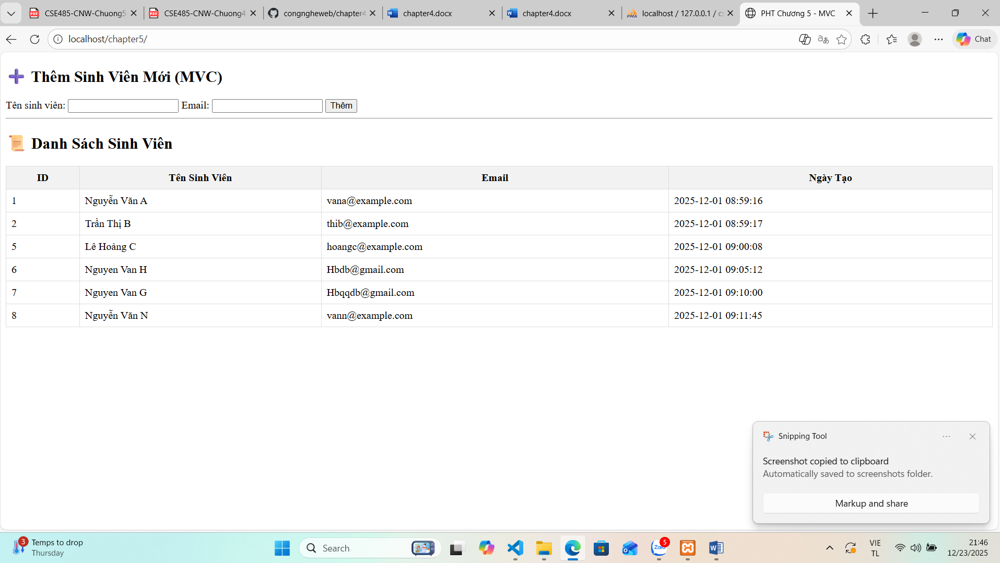 CSE485-CNW-Chuong5
CSE485-CNW-Chuong4
congngheweb/chapter4
chapter4.docx
chapter4.docx
localhost / 127.0.0.1 / cs
PHT Chương 5 - MVC
localhost/chapter5/
Chat
Thêm Sinh Viên Mới (MVC)
Tên sinh viên: Email: Thêm
Danh Sách Sinh Viên
ID Tên Sinh Viên Email Ngày Tạo
1 Nguyễn Văn A vana@example.com 2025-12-01 08:59:16
2 Trần Thị B thib@example.com 2025-12-01 08:59:17
5 Lê Hoàng C hoangc@example.com 2025-12-01 09:00:08
6 Nguyen Van H Hbdb@gmail.com 2025-12-01 09:05:12
7 Nguyen Van G Hbqqdb@gmail.com 2025-12-01 09:10:00
8 Nguyễn Văn N vann@example.com 2025-12-01 09:11:45
Snipping Tool
Screenshot copied to clipboard
Automatically saved to screenshots folder.
Markup and share
3
Temps to drop
Thursday
Search
Zalo
5
VIE
TL
21:46
12/23/2025